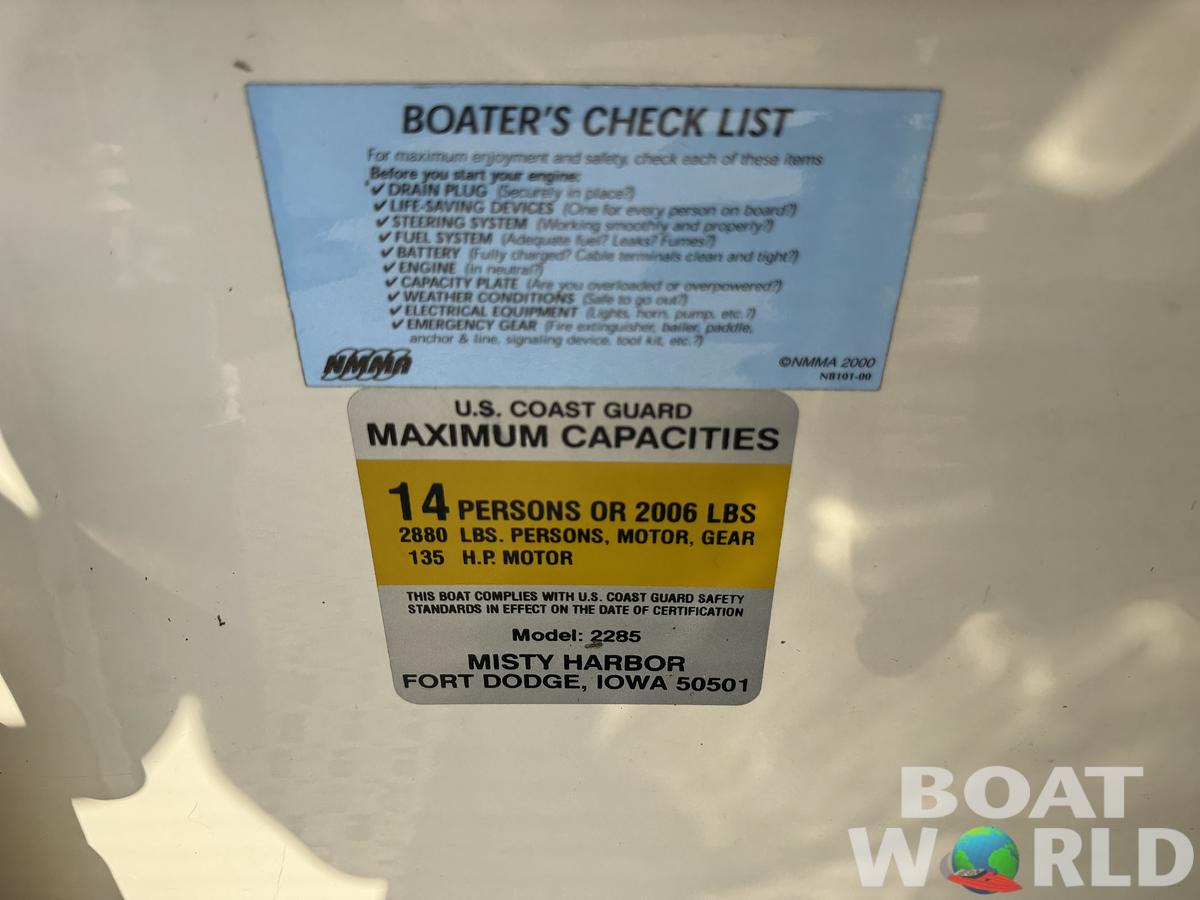 BOATER'S CHECK LIST
For maximum enjoyment and safety, check each of these items
Before you start your engine:
✔ DRAIN PLUG (Securely in place?)
✔ LIFE-SAVING DEVICES (One for every person on board?)
✔ STEERING SYSTEM (Working smoothly and properly?)
✔ FUEL SYSTEM (Adequate fuel? Leaks? Fumes?)
✔ BATTERY (Fully charged? Cable terminals clean and tight?)
✔ ENGINE (In neutral?)
✔ CAPACITY PLATE (Are you overloaded or overpowered?)
✔ WEATHER CONDITIONS (Safe to go out?)
✔ ELECTRICAL EQUIPMENT (Lights, horn, pump, etc.?)
✔ EMERGENCY GEAR (Fire extinguisher, bailer, paddle,
anchor & line, signaling device, tool kit, etc.?)
NMMA
©NMMA 2000
NB101-00
U.S. COAST GUARD
MAXIMUM CAPACITIES
14 PERSONS OR 2006 LBS
2880 LBS. PERSONS, MOTOR, GEAR
135 H.P. MOTOR
THIS BOAT COMPLIES WITH U.S. COAST GUARD SAFETY
STANDARDS IN EFFECT ON THE DATE OF CERTIFICATION
Model: 2285
MISTY HARBOR
FORT DODGE, IOWA 50501
BOAT
WORLD